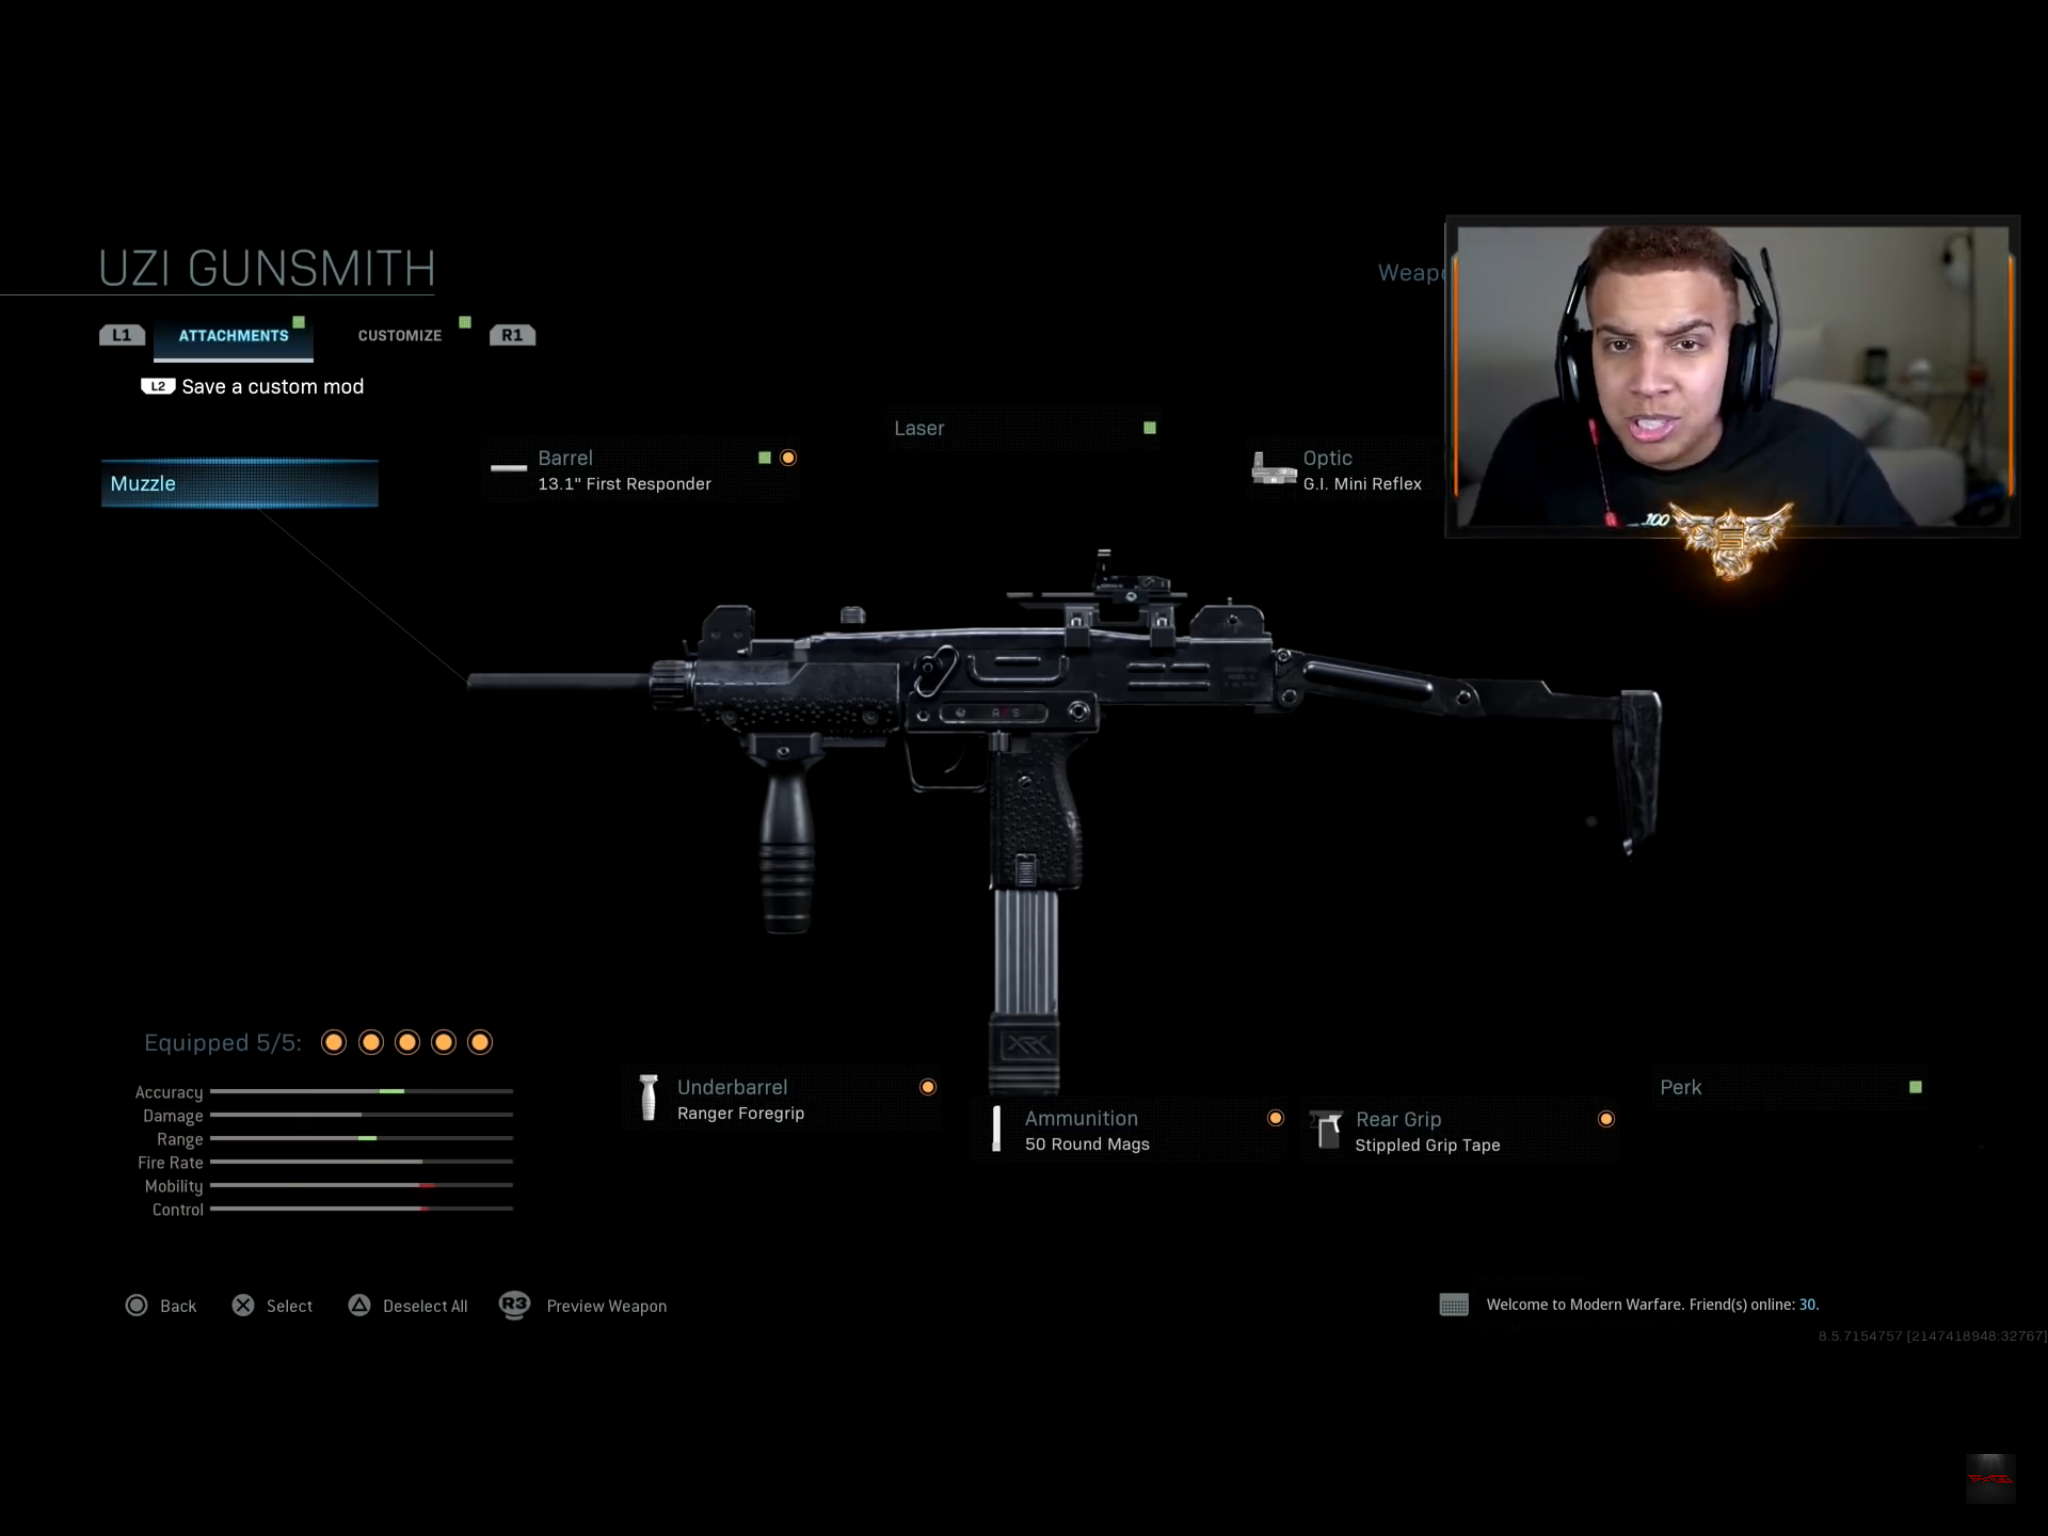 UZI GUNSMITH
Weapo
L1 ATTACHMENTS CUSTOMIZE R1
L2 Save a custom mod
Muzzle
Barrel
13.1" First Responder
Laser
Optic
G.I. Mini Reflex
100
S
A S
XRK
Equipped 5/5:
Accuracy
Damage
Range
Fire Rate
Mobility
Control
Underbarrel
Ranger Foregrip
Ammunition
50 Round Mags
Rear Grip
Stippled Grip Tape
Perk
Back Select Deselect All R3 Preview Weapon
Welcome to Modern Warfare. Friend(s) online: 30.
8.5.7154757 [2147418948:32767]